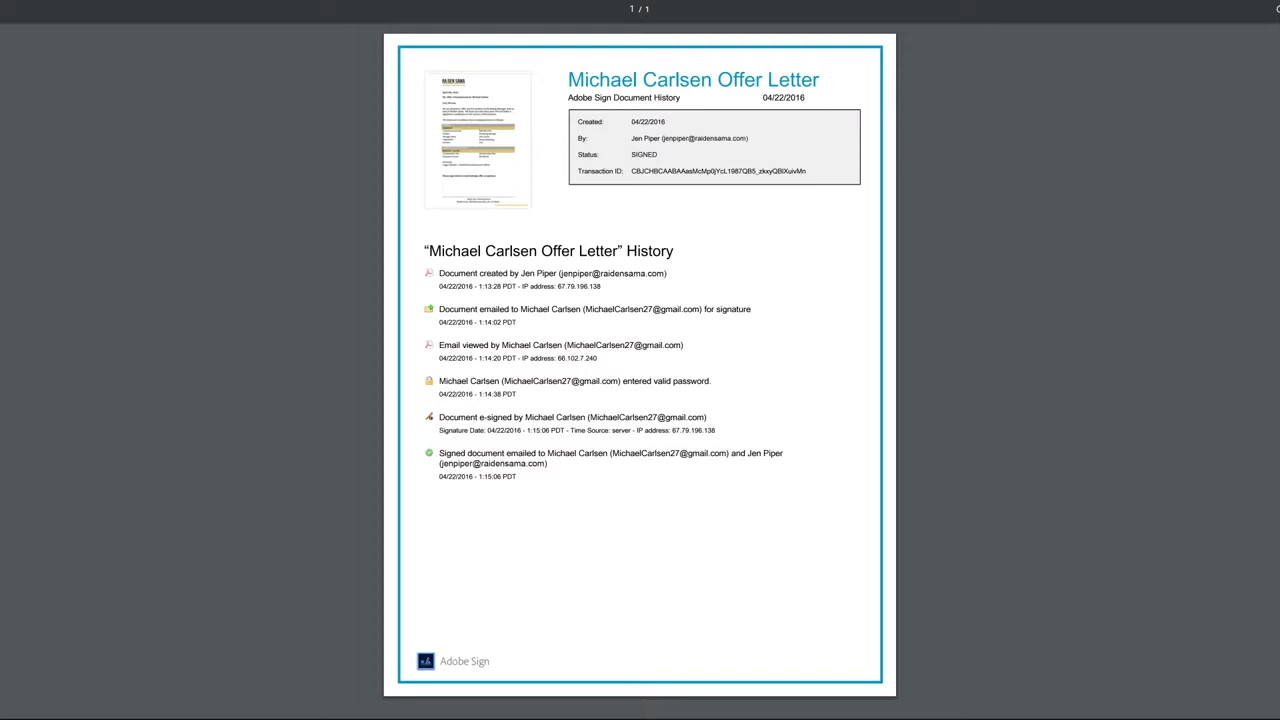 1 / 1
RAIDEN SAMA
Michael Carlsen Offer Letter
Adobe Sign Document History 04/22/2016
Created: 04/22/2016
By: Jen Piper (jenpiper@raidensama.com)
Status: SIGNED
Transaction ID: CBJCHBCAABAAasMcMp0jYcL1987QB5_zkxyQBlXuivMn
“Michael Carlsen Offer Letter” History
Document created by Jen Piper (jenpiper@raidensama.com)
04/22/2016 - 1:13:28 PDT - IP address: 67.79.196.138
Document emailed to Michael Carlsen (MichaelCarlsen27@gmail.com) for signature
04/22/2016 - 1:14:02 PDT
Email viewed by Michael Carlsen (MichaelCarlsen27@gmail.com)
04/22/2016 - 1:14:20 PDT - IP address: 66.102.7.240
Michael Carlsen (MichaelCarlsen27@gmail.com) entered valid password.
04/22/2016 - 1:14:38 PDT
Document e-signed by Michael Carlsen (MichaelCarlsen27@gmail.com)
Signature Date: 04/22/2016 - 1:15:06 PDT - Time Source: server - IP address: 67.79.196.138
Signed document emailed to Michael Carlsen (MichaelCarlsen27@gmail.com) and Jen Piper
(jenpiper@raidensama.com)
04/22/2016 - 1:15:06 PDT
Adobe Sign